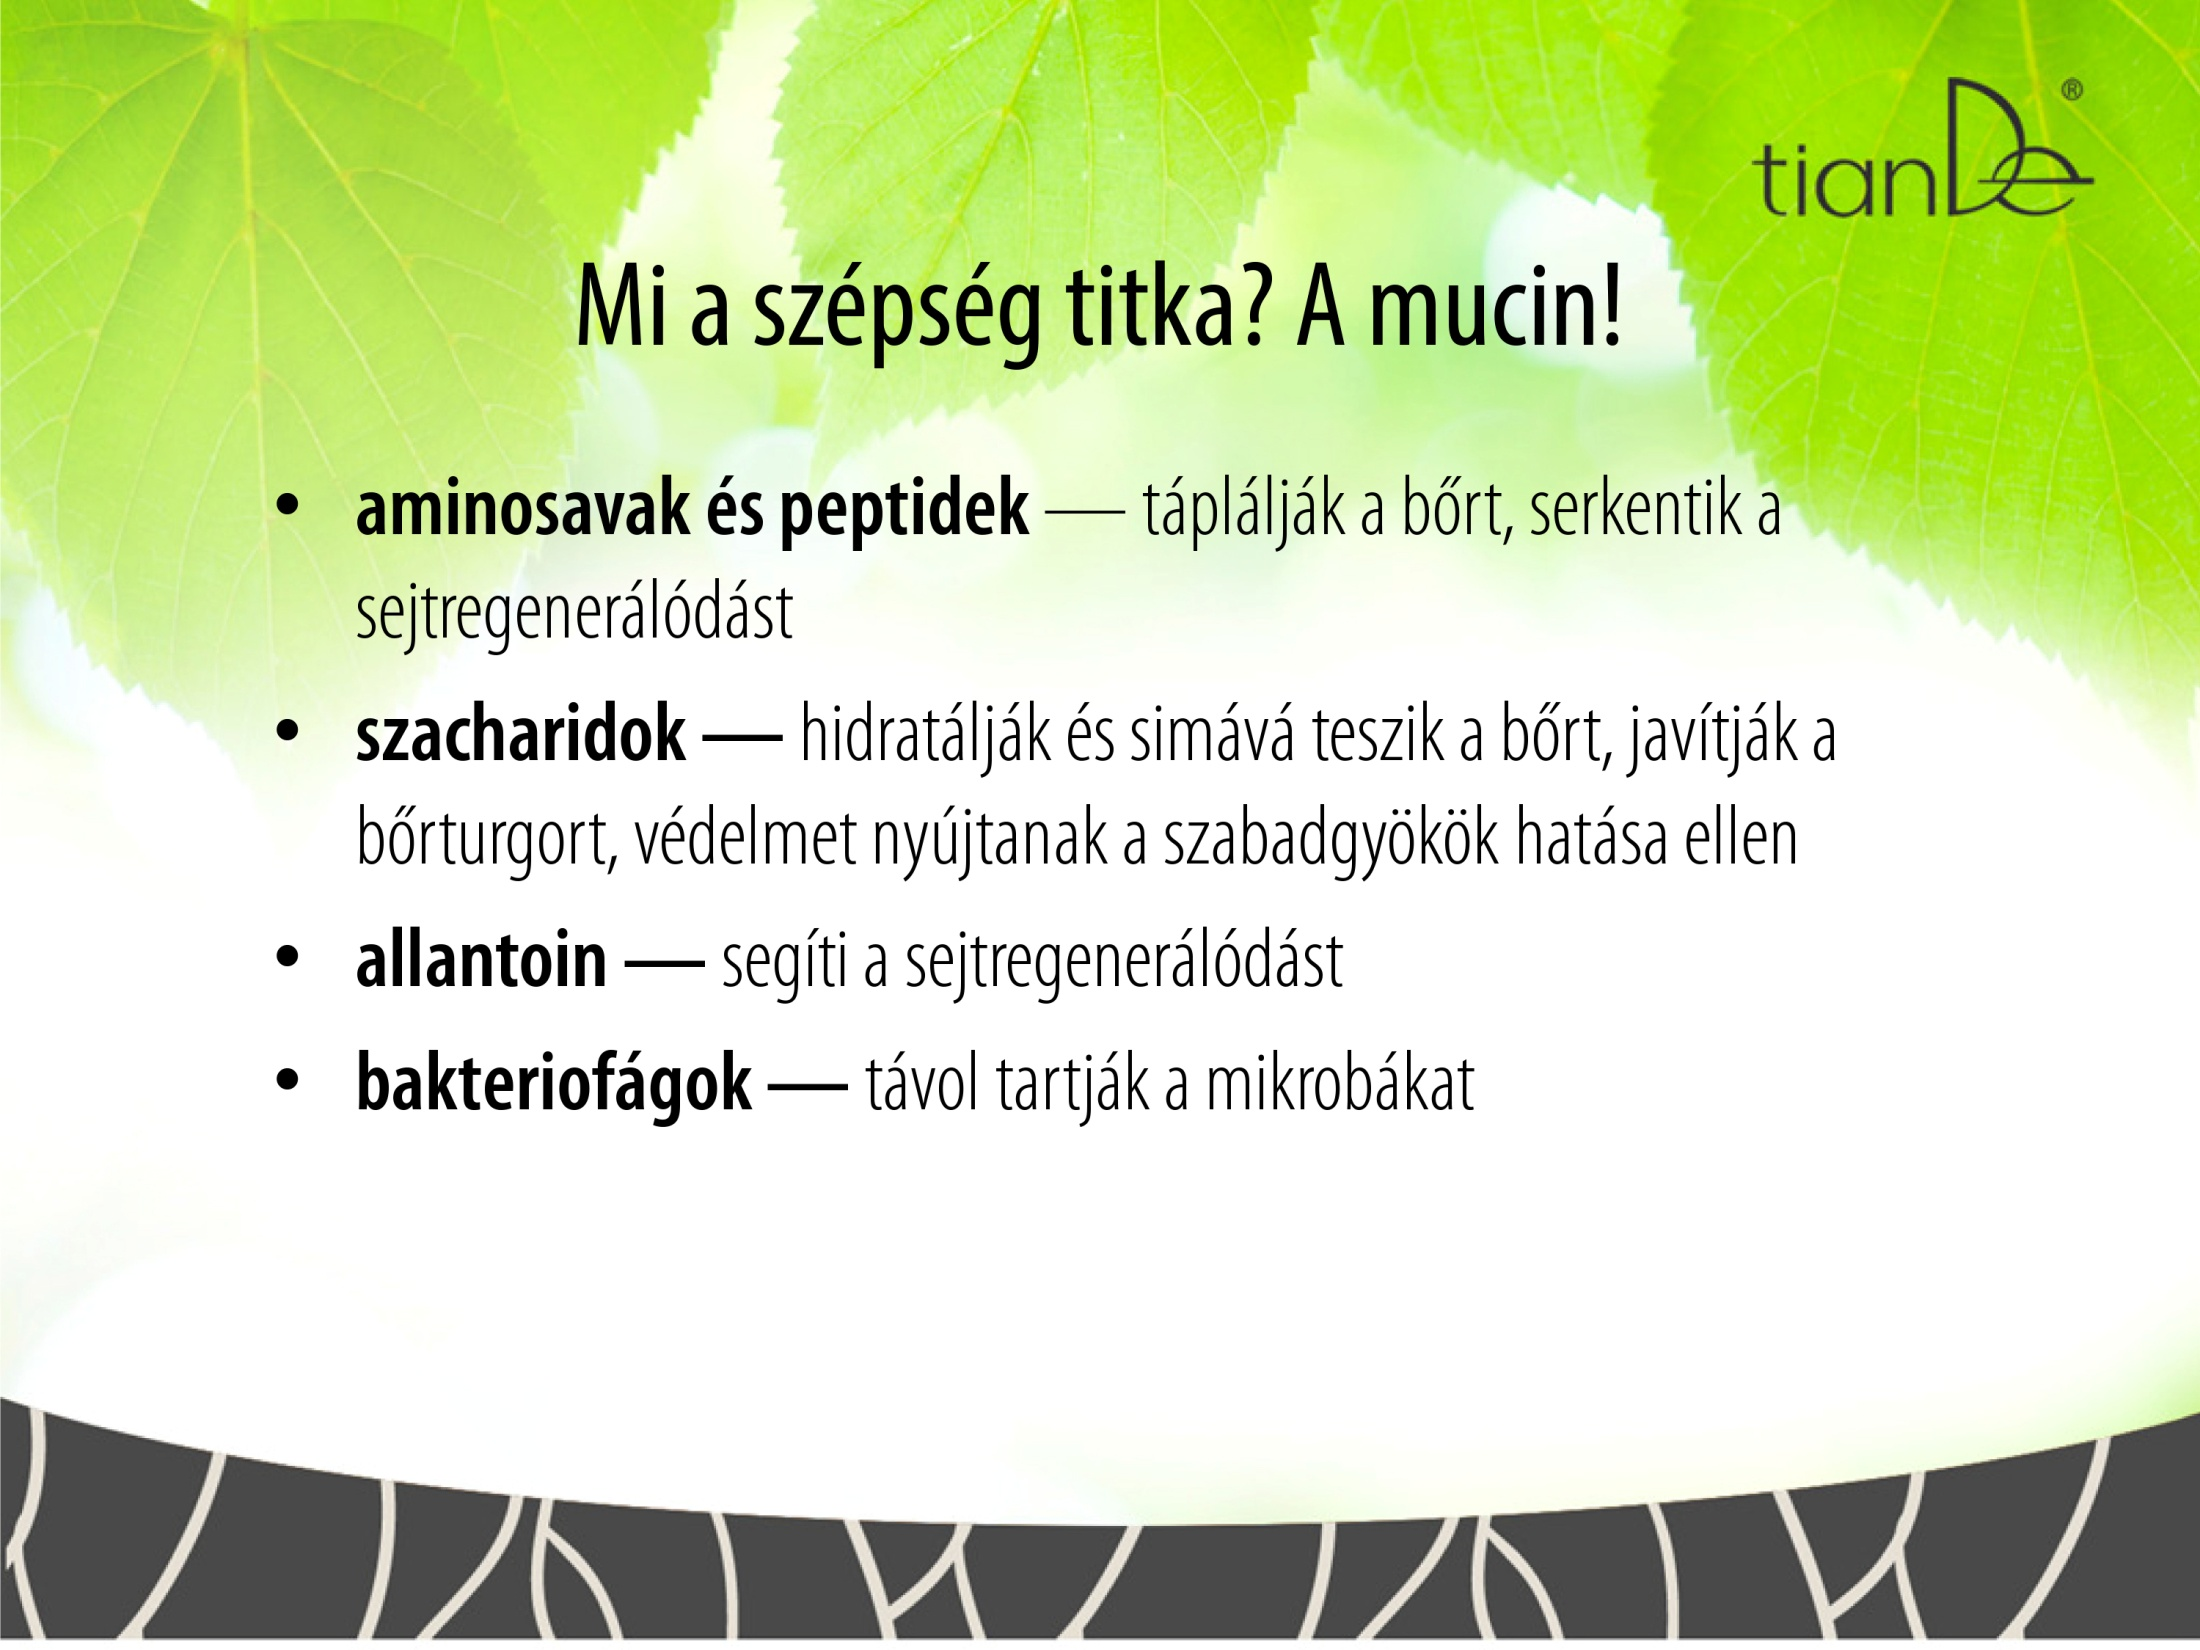 tianDe®
Mi a szépség titka? A mucin!
• aminosavak és peptidek — táplálják a bőrt, serkentik a
sejtregenerálódást
• szacharidok — hidratálják és simává teszik a bőrt, javítják a
bőrturgort, védelmet nyújtanak a szabadgyökök hatása ellen
• allantoin — segíti a sejtregenerálódást
• bakteriofágok — távol tartják a mikrobákat